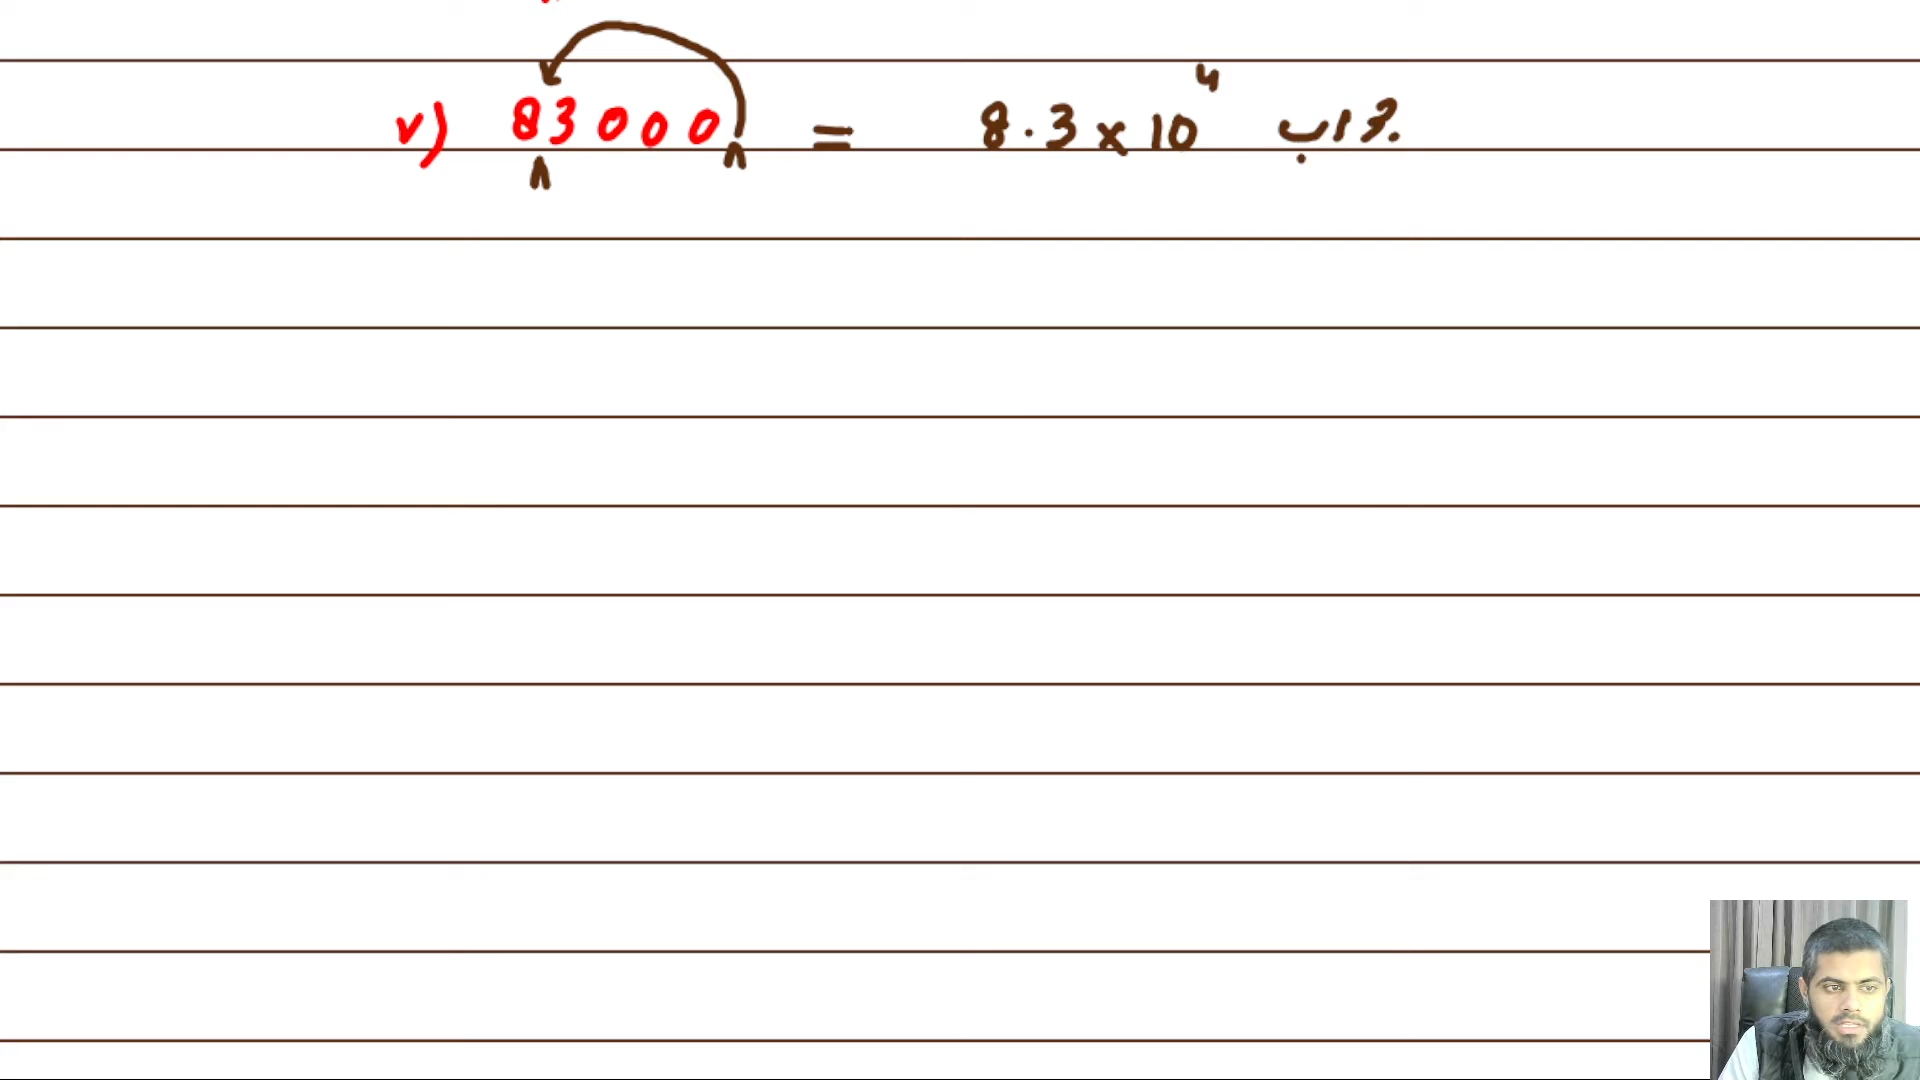 v) 83000 = 8.3 x 10⁴ جواب.